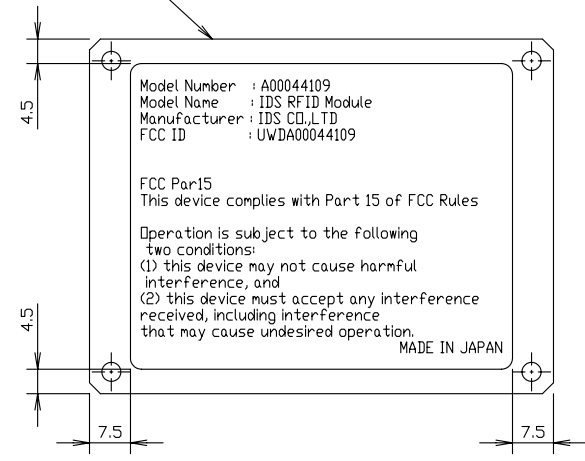 4.5
Model Number : A00044109
Model Name : IDS RFID Module
Manufacturer : IDS CO.,LTD
FCC ID : UWDA00044109
FCC Par15
This device complies with Part 15 of FCC Rules
Operation is subject to the following
two conditions:
(1) this device may not cause harmful
interference, and
(2) this device must accept any interference
received, including interference
that may cause undesired operation.
MADE IN JAPAN
4.5
7.5
7.5